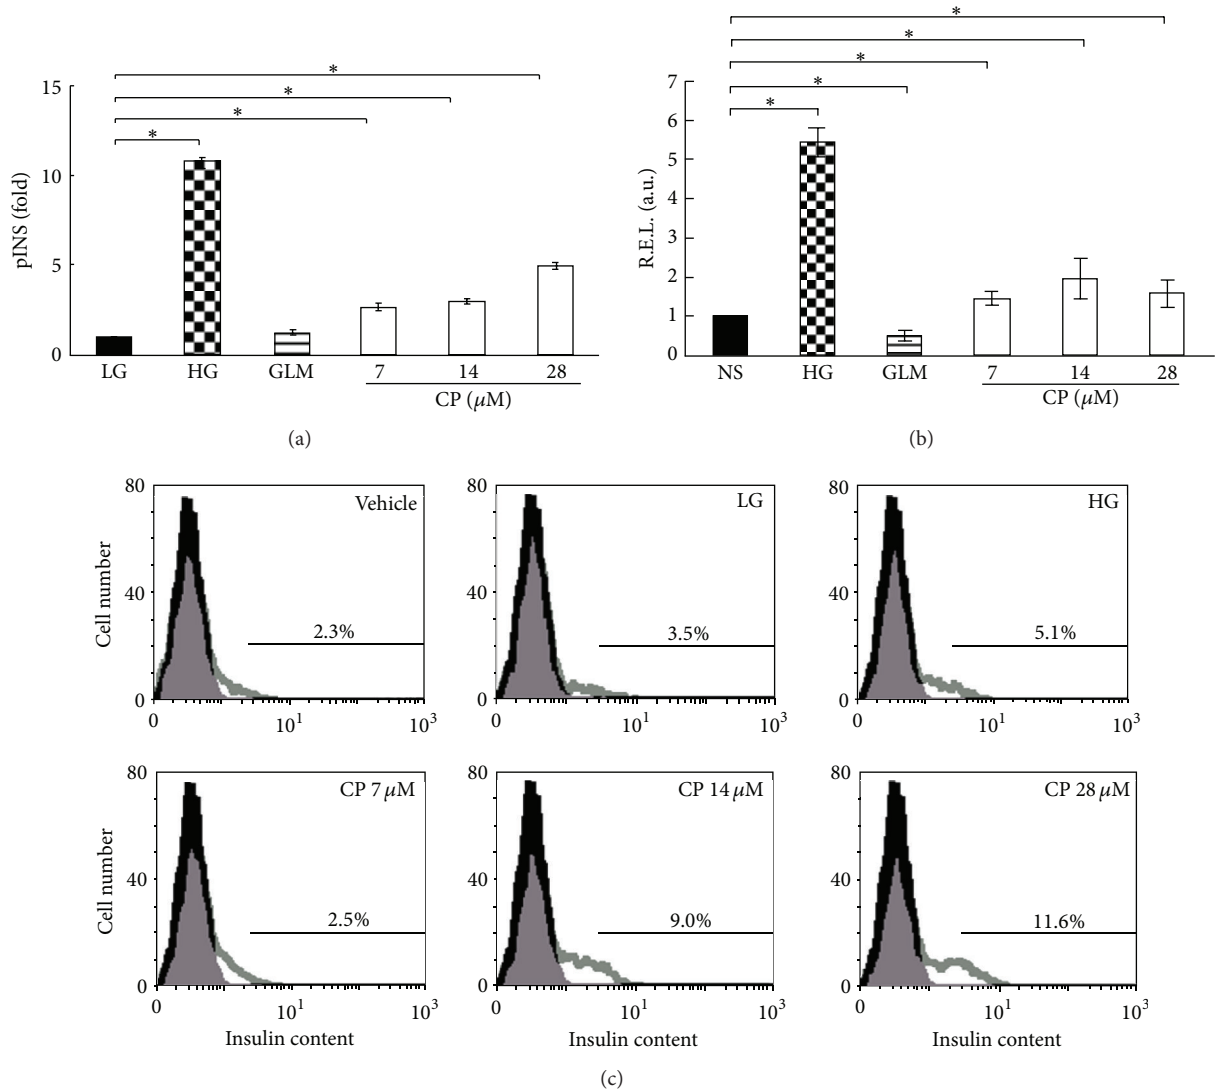 * * * *
15
10
5
0
pINS (fold)
LG HG GLM 7 14 28
CP (μM)
(a)
* * * * *
7
6
5
4
3
2
1
0
R.E.L. (a.u.)
NS HG GLM 7 14 28
CP (μM)
(b)
80
40
0
Cell number
Vehicle
2.3%
0 10¹ 10³
80
40
0
LG
3.5%
0 10¹ 10³
80
40
0
HG
5.1%
0 10¹ 10³
80
40
0
Cell number
CP 7 μM
2.5%
0 10¹ 10³
Insulin content
80
40
0
CP 14 μM
9.0%
0 10¹ 10³
Insulin content
80
40
0
CP 28 μM
11.6%
0 10¹ 10³
Insulin content
(c)